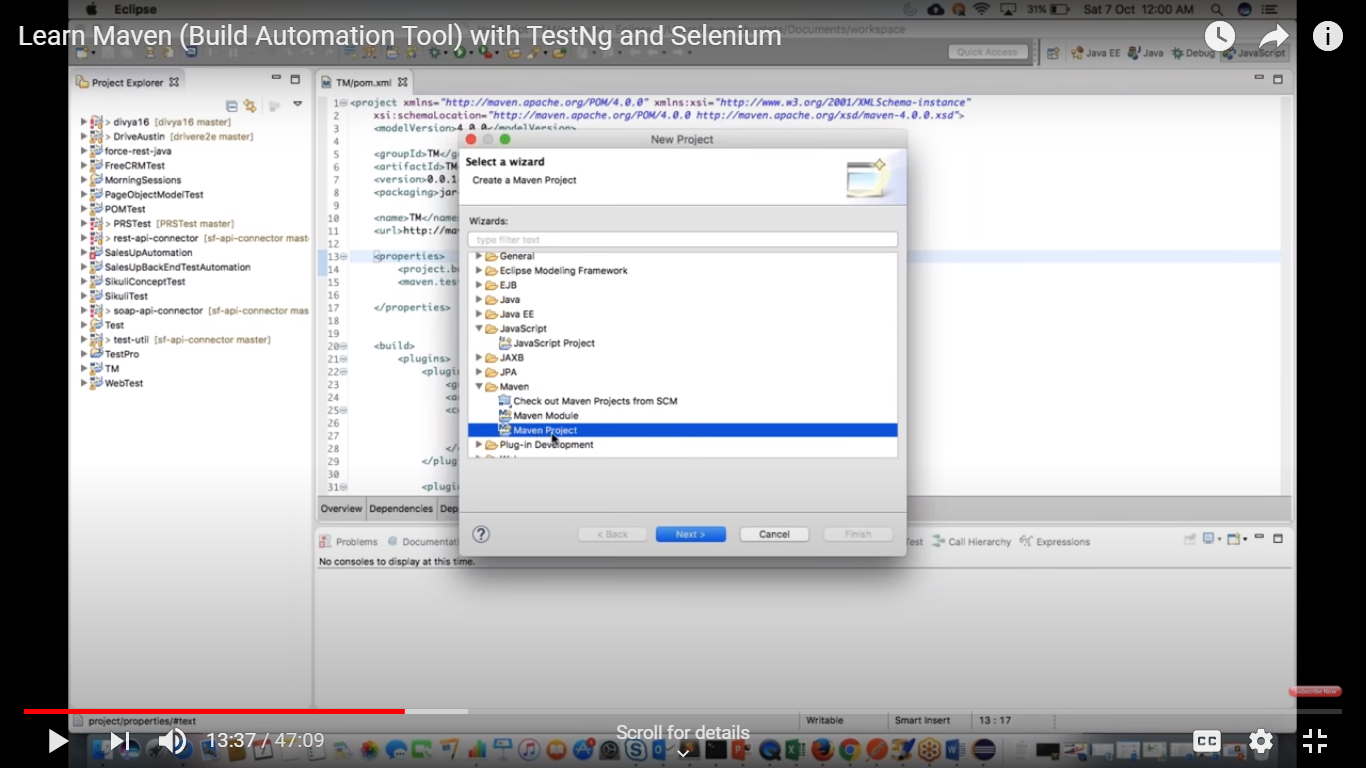 Eclipse
31% Sat 7 Oct 12:00 AM
Learn Maven (Build Automation Tool) with TestNg and Selenium
/Documents/workspace
Quick Access
Java EE
Java
Debug
JavaScript
Project Explorer
TM/pom.xml
> divya16 [divya16 master]
> DriveAustin [drivere2e master]
force-rest-java
FreeCRMTest
MorningSessions
PageObjectModelTest
POMTest
> PRSTest [PRSTest master]
> rest-api-connector [sf-api-connector mast
SalesUpAutomation
SalesUpBackEndTestAutomation
SikuliConceptTest
SikuliTest
> soap-api-connector [sf-api-connector mas
Test
> test-util [sf-api-connector master]
TestPro
TM
WebTest
1 <project xmlns="http://maven.apache.org/POM/4.0.0" xmlns:xsi="http://www.w3.org/2001/XMLSchema-instance"
2 xsi:schemaLocation="http://maven.apache.org/POM/4.0.0 http://maven.apache.org/xsd/maven-4.0.0.xsd">
3 <modelVersion>4.0.0</modelVersion>
4
5 <groupId>TM</g
6 <artifactId>TM
7 <version>0.0.1
8 <packaging>jar
9
10 <name>TM</name
11 <url>http://ma
12
13 <properties>
14 <project.b
15 <maven.tes
16
17 </properties>
18
19
20 <build>
21 <plugins>
22 <plugi
23 <g
24 <a
25 <c
26
27
28 </
29 </plug
30
31 <plugi
New Project
Select a wizard
Create a Maven Project
Wizards:
type filter text
General
Eclipse Modeling Framework
EJB
Java
Java EE
JavaScript
JavaScript Project
JAXB
JPA
Maven
Check out Maven Projects from SCM
Maven Module
Maven Project
Plug-in Development
? < Back Next > Cancel Finish
Overview Dependencies Dep
Problems
Documentat
est
Call Hierarchy
Expressions
No consoles to display at this time.
Subscribe Now
project/properties/#text
Writable
Smart Insert
13 : 17
13:37 / 47:09
Scroll for details
CC